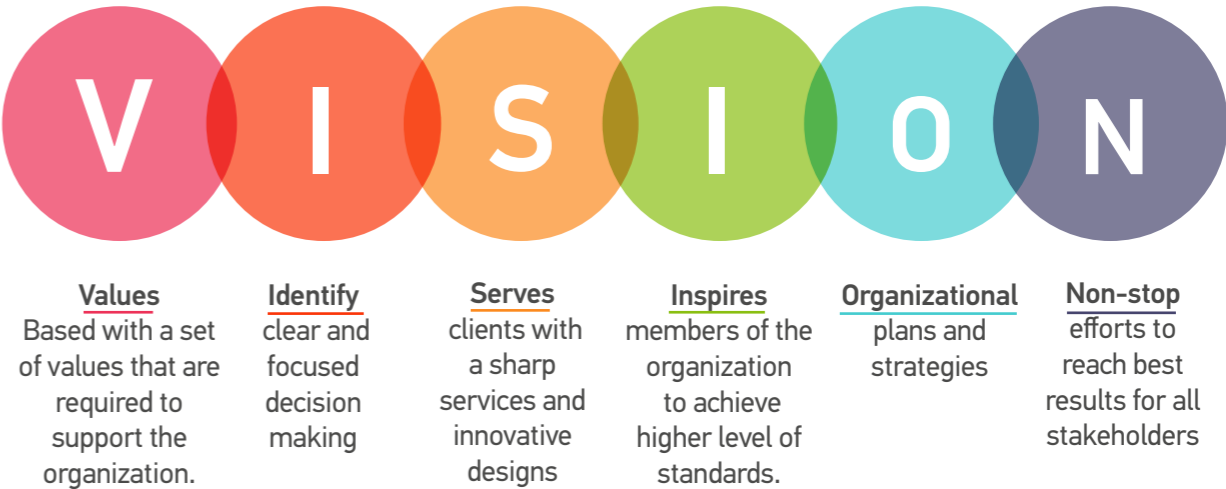 VISION
Values
Based with a set
of values that are
required to
support the
organization.
Identify
clear and
focused
decision
making
Serves
clients with
a sharp
services and
innovative
designs
Inspires
members of the
organization
to achieve
higher level of
standards.
Organizational
plans and
strategies
Non-stop
efforts to
reach best
results for all
stakeholders